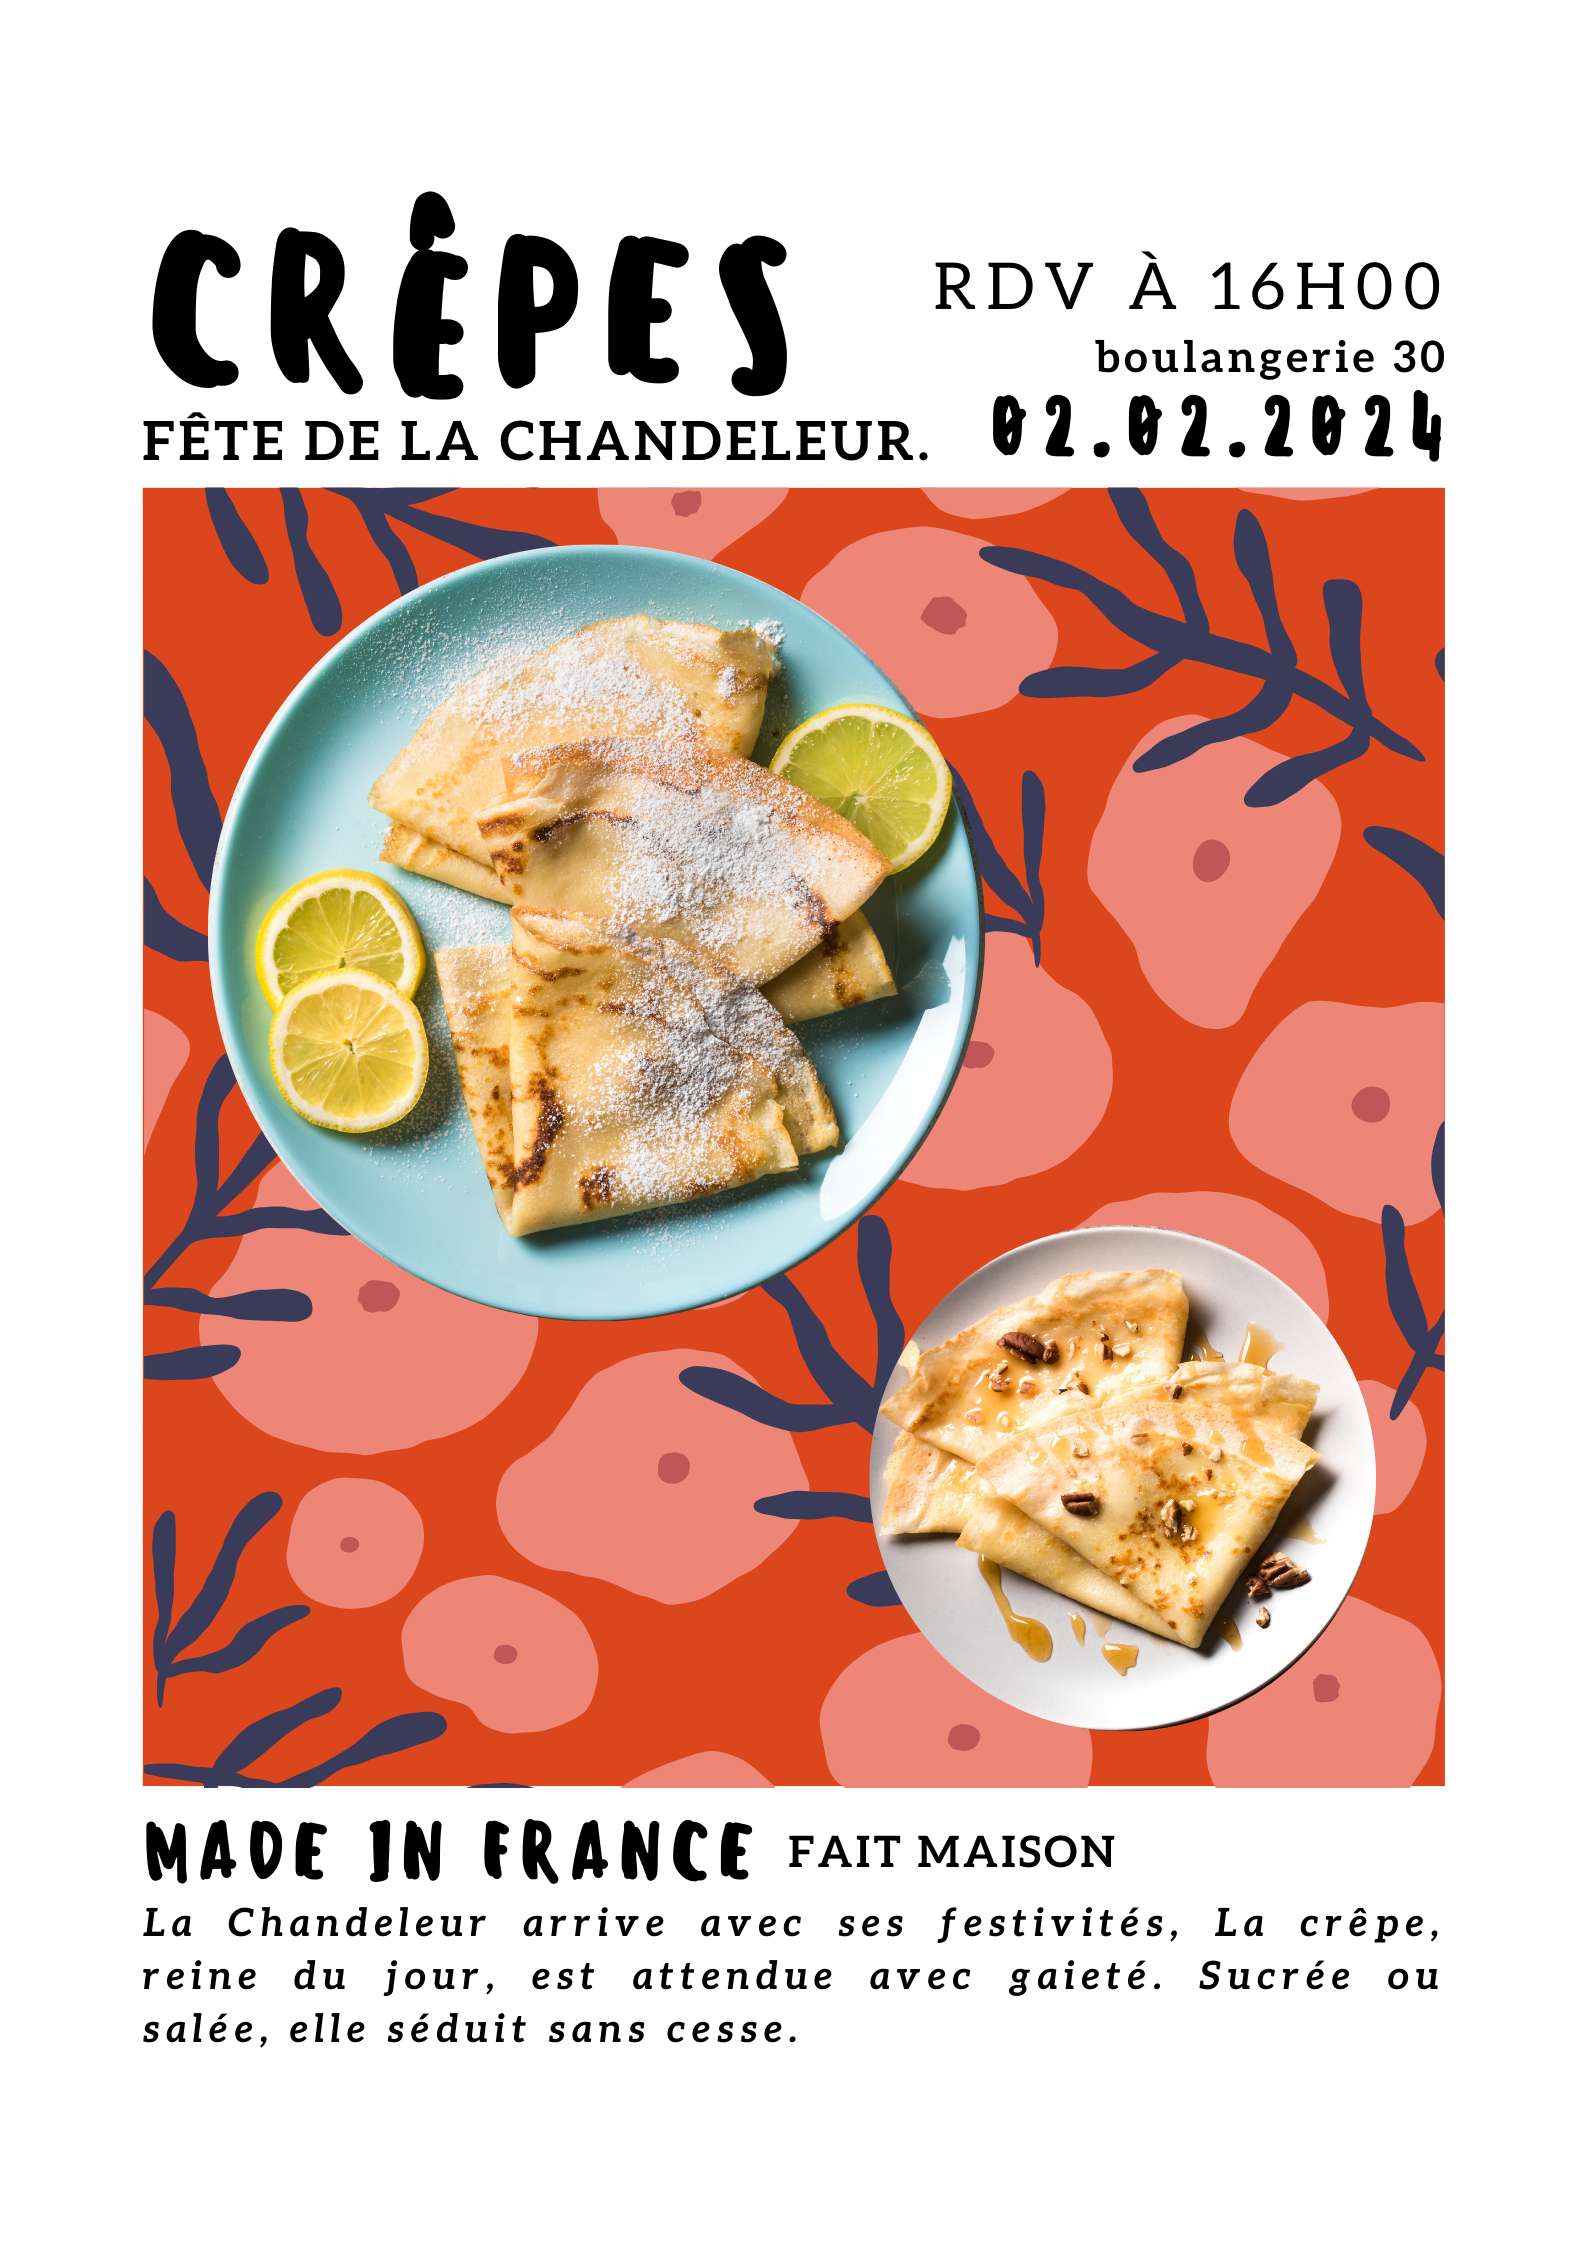 CRÊPES
FÊTE DE LA CHANDELEUR.
RDV À 16H00
boulangerie 30
02.02.2024
MADE IN FRANCE FAIT MAISON
La Chandeleur arrive avec ses festivités, La crêpe,
reine du jour, est attendue avec gaieté. Sucrée ou
salée, elle séduit sans cesse.